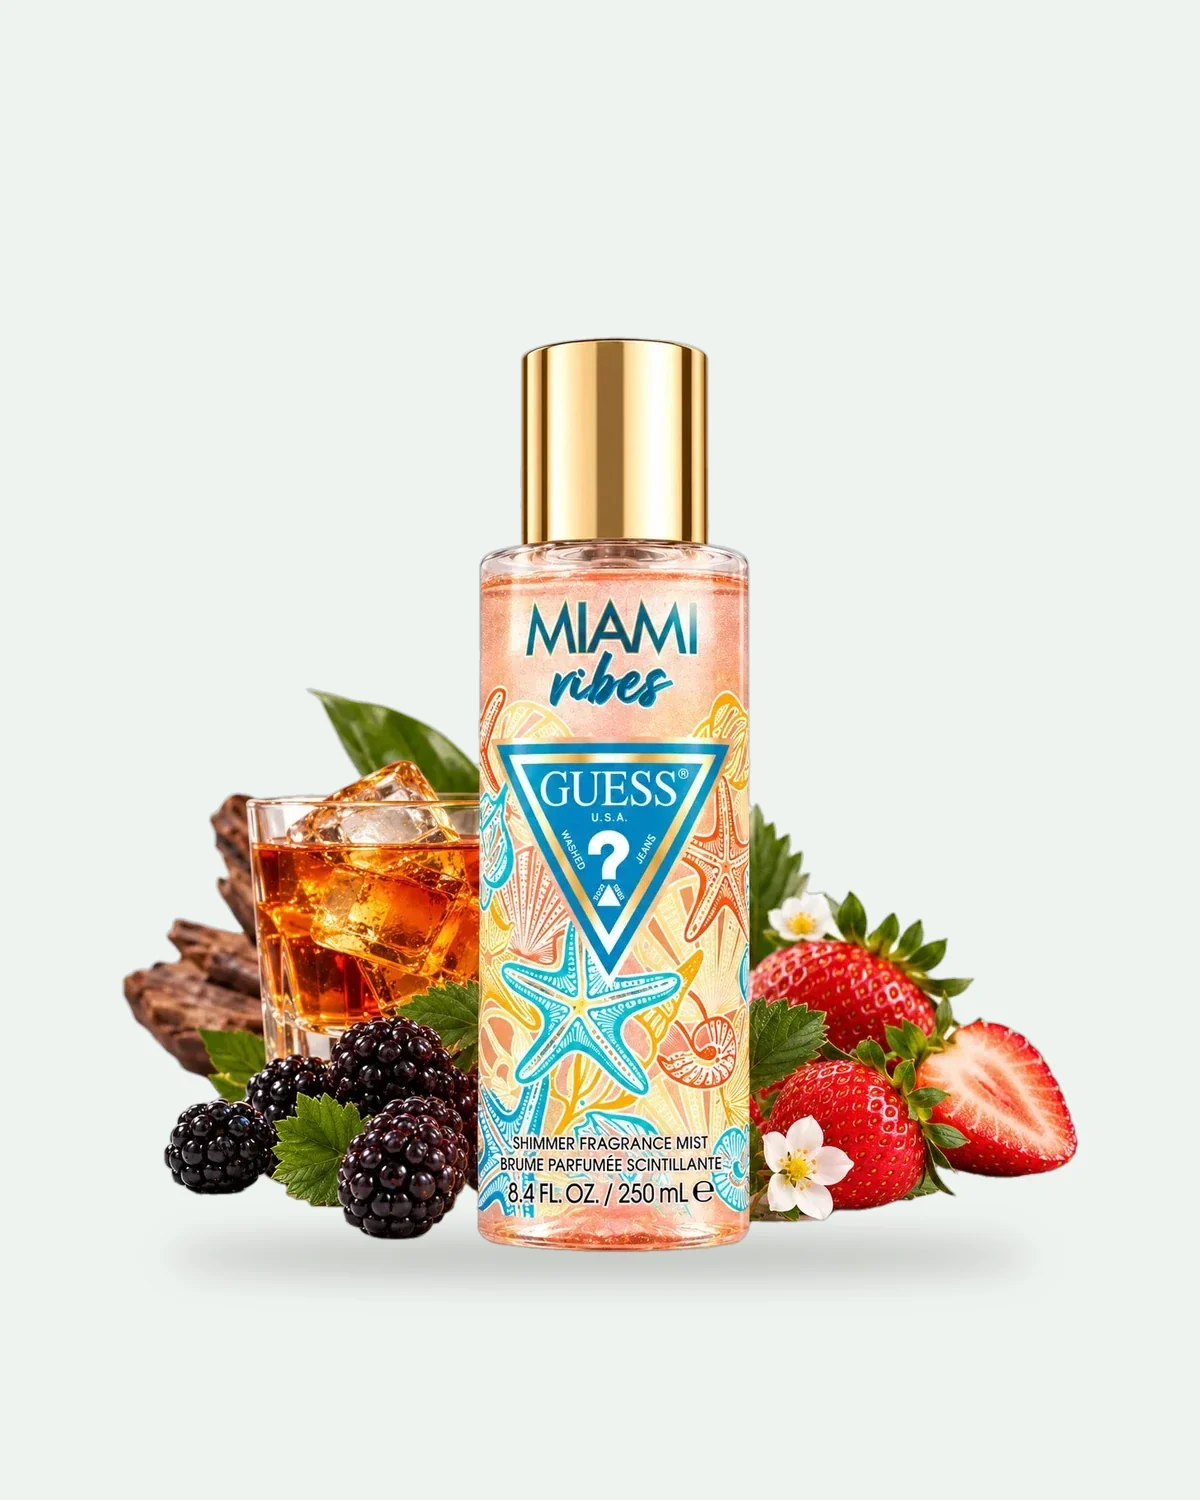 MIAMI
vibes
GUESS®
U.S.A.
WASHED ? JEANS
SHIMMER FRAGRANCE MIST
BRUME PARFUMÉE SCINTILLANTE
8.4 FL. OZ. / 250 mL ℮